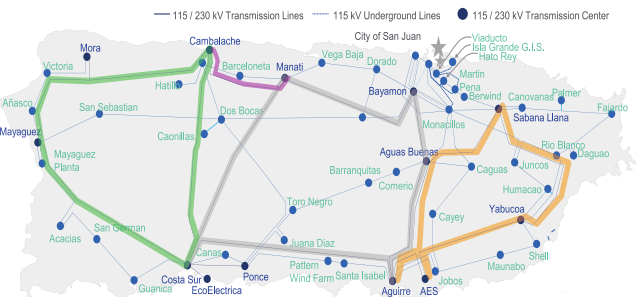 115 / 230 kV Transmission Lines
115 kV Underground Lines
115 / 230 kV Transmission Center
City of San Juan
Viaducto
Isla Grande G.I.S.
Hato Rey
Cambalache
Mora
Victoria
Hatillo
Barceloneta
Manati
Vega Baja
Dorado
Martin
Pena
Berwind
Bayamon
Canovanas
Palmer
Fajardo
Sabana Llana
Añasco
San Sebastian
Dos Bocas
Monacillos
Mayaguez
Caonillas
Mayaguez
Planta
Aguas Buenas
Rio Blanco
Daguao
Juncos
Caguas
Barranquitas
Comerio
Humacao
Toro Negro
Yabucoa
Cayey
San German
Acacias
Juana Diaz
Canas
Shell
Maunabo
Pattern
Wind Farm
Santa Isabel
Costa Sur
Ponce
EcoElectrica
Guanica
Aguirre
AES
Jobos